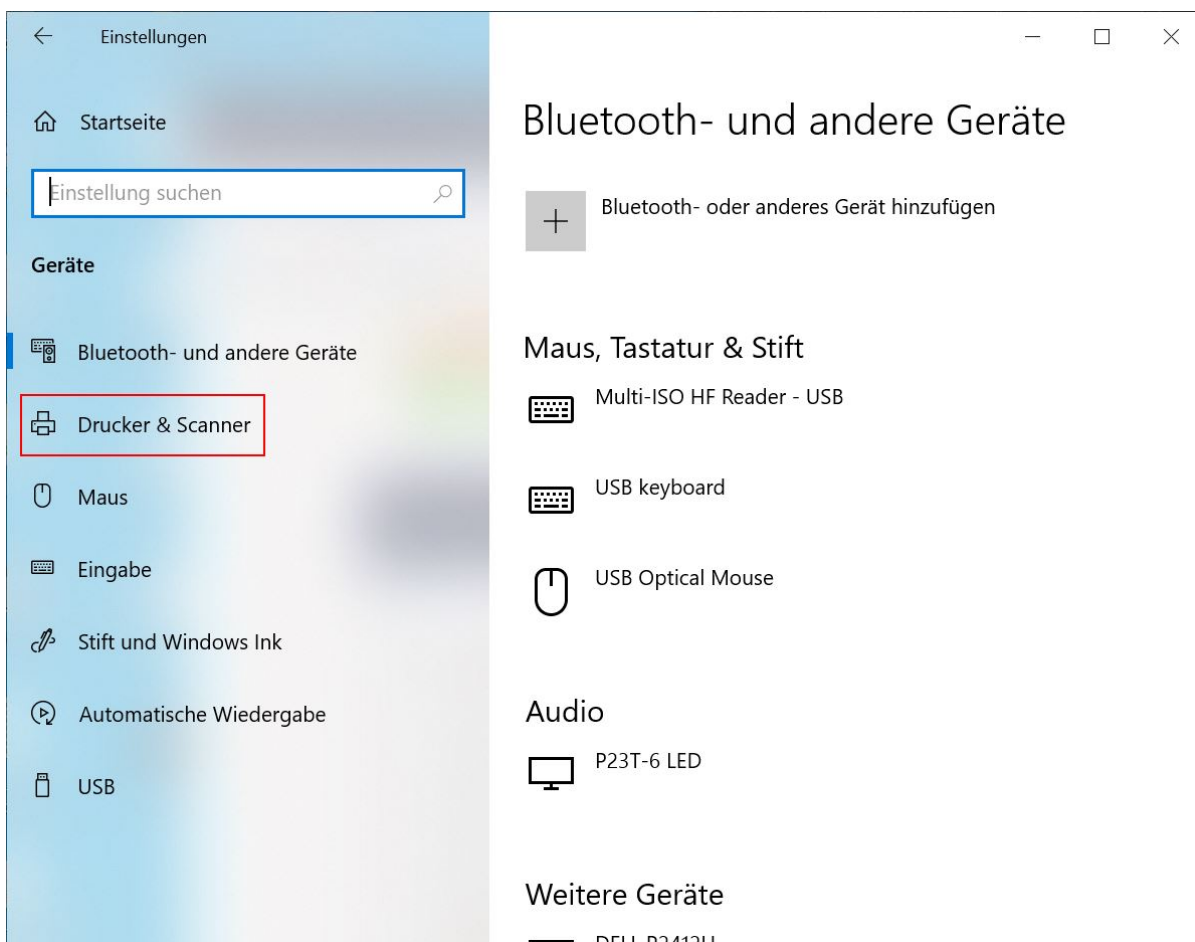 Einstellungen
Startseite
Einstellung suchen
Geräte
Bluetooth- und andere Geräte
Drucker & Scanner
Maus
Eingabe
Stift und Windows Ink
Automatische Wiedergabe
USB
Bluetooth- und andere Geräte
Bluetooth- oder anderes Gerät hinzufügen
Maus, Tastatur & Stift
Multi-ISO HF Reader - USB
USB keyboard
USB Optical Mouse
Audio
P23T-6 LED
Weitere Geräte